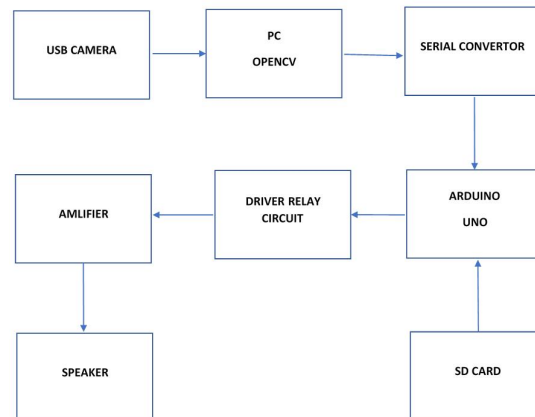 USB CAMERA
PC
OPENCV
SERIAL CONVERTOR
AMLIFIER
DRIVER RELAY
CIRCUIT
ARDUINO
UNO
SPEAKER
SD CARD